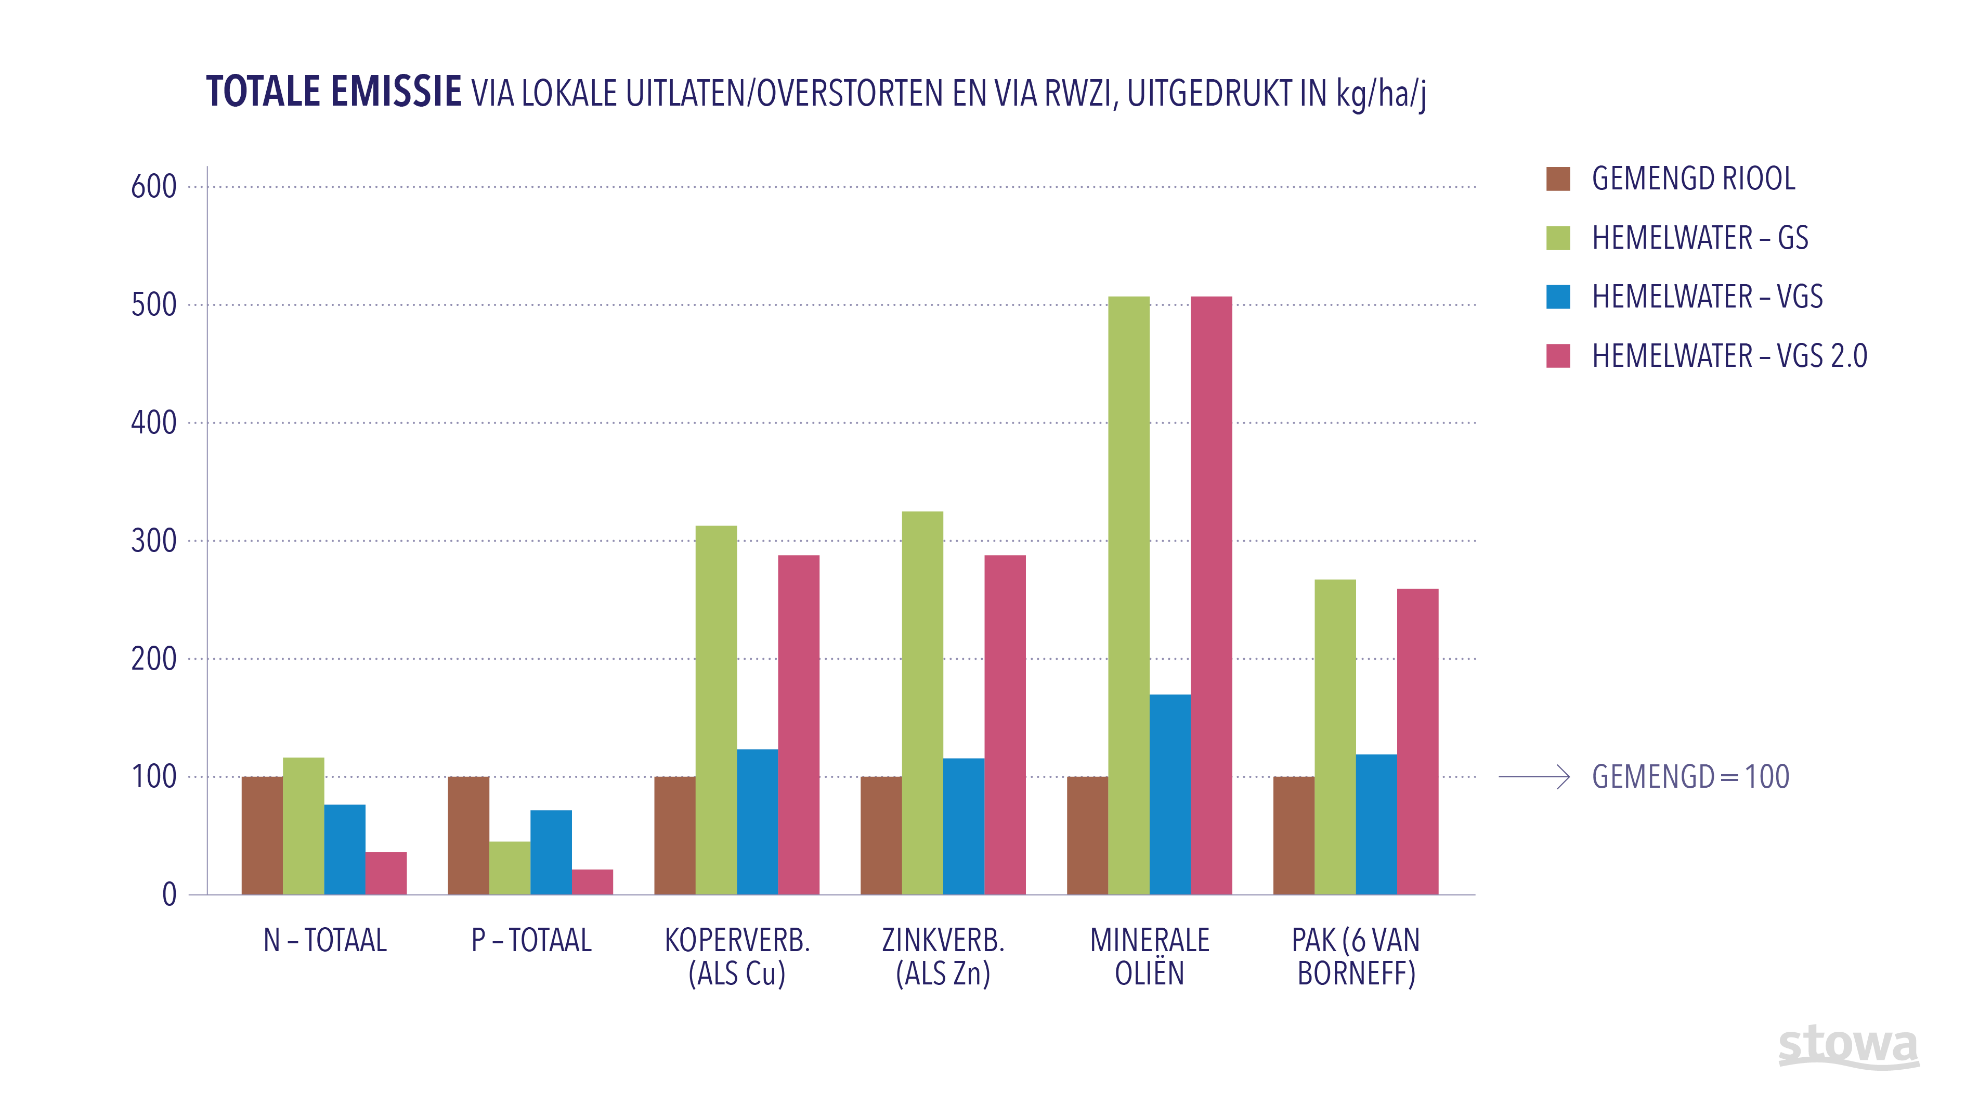 TOTALE EMISSIE VIA LOKALE UITLATEN/OVERSTORTEN EN VIA RWZI, UITGEDRUKT IN kg/ha/j
600
500
400
300
200
100
0
GEMENGD RIOOL
HEMELWATER – GS
HEMELWATER – VGS
HEMELWATER – VGS 2.0
GEMENGD = 100
N – TOTAAL
P – TOTAAL
KOPERVERB.
(ALS Cu)
ZINKVERB.
(ALS Zn)
MINERALE
OLIËN
PAK (6 VAN
BORNEFF)
stowa